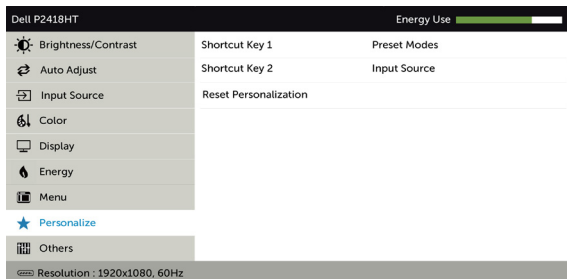 Dell P2418HT Energy Use
Brightness/Contrast Shortcut Key 1 Preset Modes
Auto Adjust Shortcut Key 2 Input Source
Input Source Reset Personalization
Color
Display
Energy
Menu
Personalize
Others
Resolution : 1920x1080, 60Hz